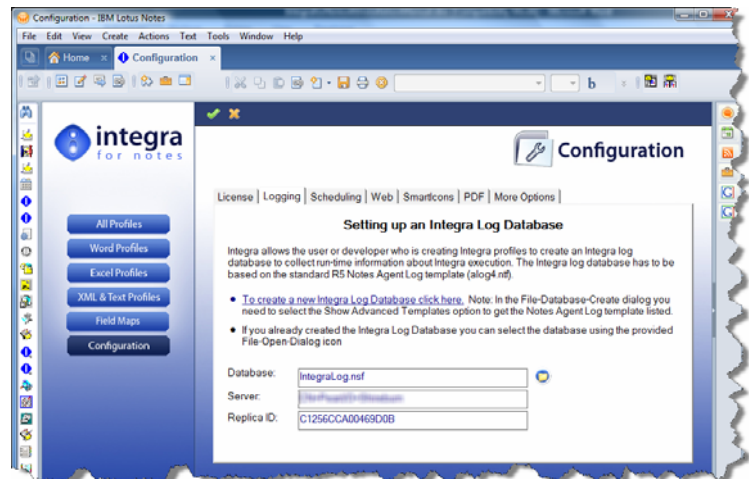 Configuration - IBM Lotus Notes
File Edit View Create Actions Text Tools Window Help
Home × Configuration ×
b
integra
for notes
Configuration
License | Logging | Scheduling | Web | SmartIcons | PDF | More Options |
All Profiles
Word Profiles
Excel Profiles
XML & Text Profiles
Field Maps
Configuration
Setting up an Integra Log Database
Integra allows the user or developer who is creating Integra profiles to create an Integra log
database to collect run-time information about Integra execution. The Integra log database has to be
based on the standard R5 Notes Agent Log template (alog4.ntf).
• To create a new Integra Log Database click here. Note: In the File-Database-Create dialog you
need to select the Show Advanced Templates option to get the Notes Agent Log template listed.
• If you already created the Integra Log Database you can select the database using the provided
File-Open-Dialog icon
Database: IntegraLog.nsf
Server:
Replica ID: C1256CCA00469D0B